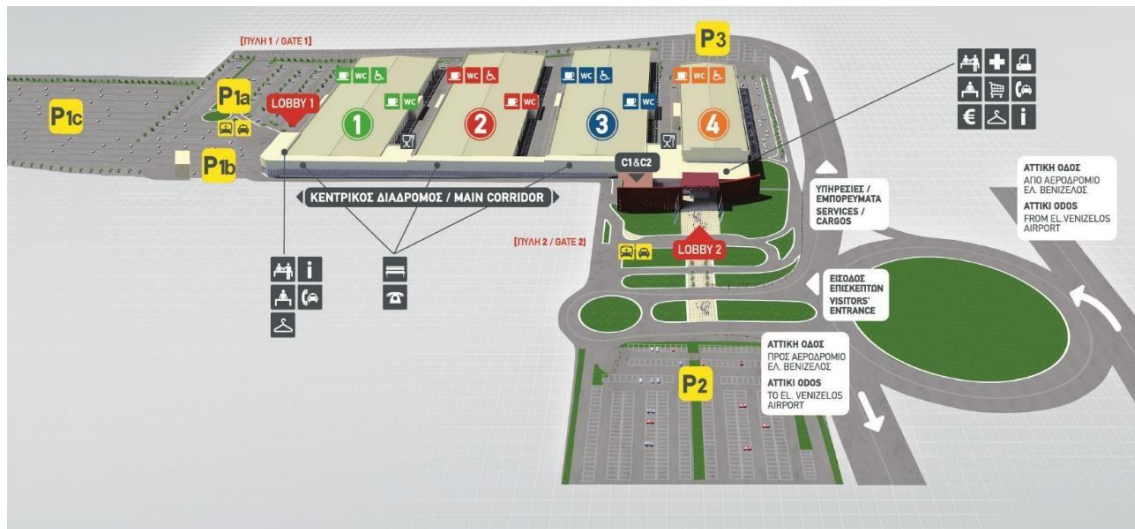 [ΠΥΛΗ 1 / GATE 1]
P3
P1a
LOBBY 1
WC
WC
WC
WC
WC
WC
WC
P1c
1
2
3
4
P1b
C1&C2
i
€
ΚΕΝΤΡΙΚΟΣ ΔΙΑΔΡΟΜΟΣ / MAIN CORRIDOR
[ΠΥΛΗ 2 / GATE 2]
LOBBY 2
i
ΥΠΗΡΕΣΙΕΣ /
ΕΜΠΟΡΕΥΜΑΤΑ
SERVICES /
CARGOS
ΑΤΤΙΚΗ ΟΔΟΣ
ΑΠΟ ΑΕΡΟΔΡΟΜΙΟ
ΕΛ. ΒΕΝΙΖΕΛΟΣ
ATTIKI ODOS
FROM EL.VENIZELOS
AIRPORT
ΕΙΣΟΔΟΣ
ΕΠΙΣΚΕΠΤΩΝ
VISITORS'
ENTRANCE
ΑΤΤΙΚΗ ΟΔΟΣ
ΠΡΟΣ ΑΕΡΟΔΡΟΜΙΟ
ΕΛ. ΒΕΝΙΖΕΛΟΣ
ATTIKI ODOS
TO EL. VENIZELOS
AIRPORT
P2